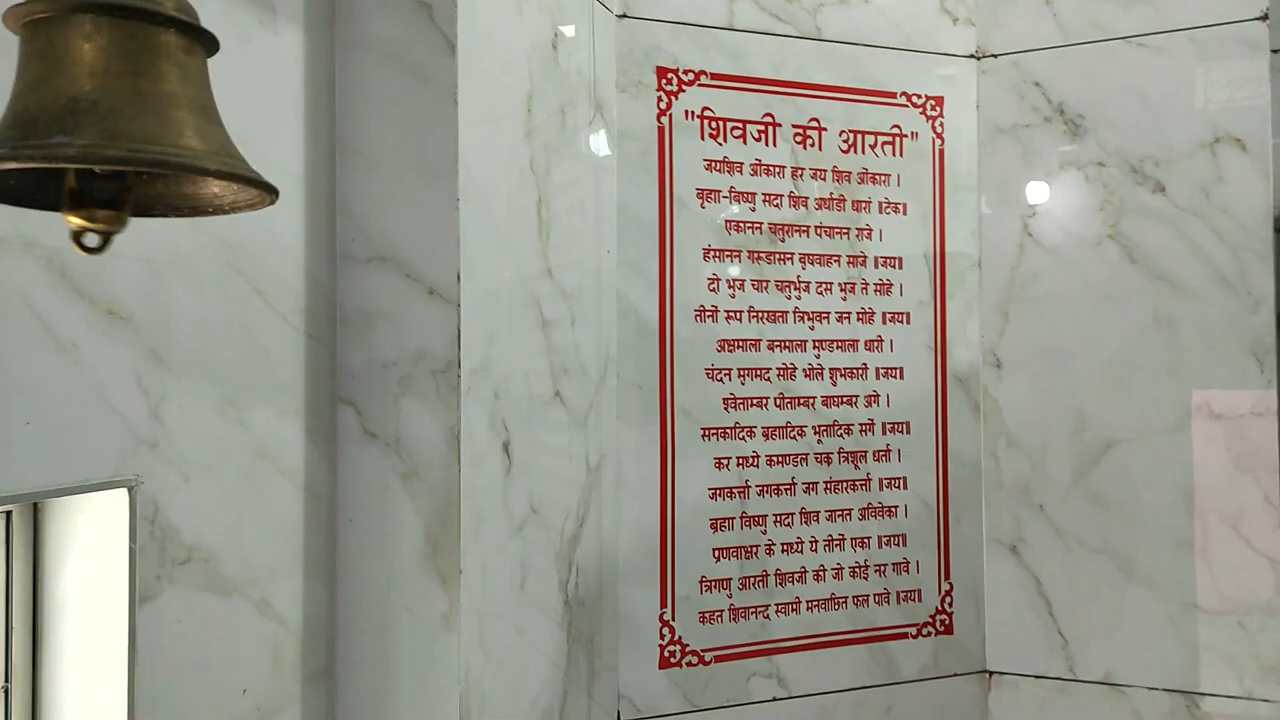 "शिवजी की आरती"
जयशिव ओंकारा हर जय शिव ओंकारा ।
बृहाा-बिष्णु सदा शिव अर्धाडी धारां ॥टेक॥
एकानन चतुरानन पंचानन राजे ।
हंसानन गरूडासन बृषवाहन साजे ॥जय॥
दो भुज चार चतुर्भुज दस भुज ते सोहे ।
तीनों रूप निरखता त्रिभुवन जन मोहे ॥जय॥
अक्षमाला बनमाला मुण्डमाला धारी ।
चंदन मृगमद सोहे भोले शुभकारी ॥जय॥
श्वेताम्बर पीताम्बर बाघम्बर अगे ।
सनकादिक ब्रहाादिक भूतादिक सगें ॥जय॥
कर मध्ये कमण्डल चक्र त्रिशूल धर्ता ।
जगकर्त्ता जगकर्त्ता जग संहारकर्त्ता ॥जय॥
ब्रहाा विष्णु सदा शिव जानत अविवेका ।
प्रणवाक्षर के मध्ये ये तीनों एका ॥जय॥
त्रिगणु आरती शिवजी की जो कोई नर गावे ।
कहत शिवानन्द स्वामी मनवाछित फल पावे ॥जय॥